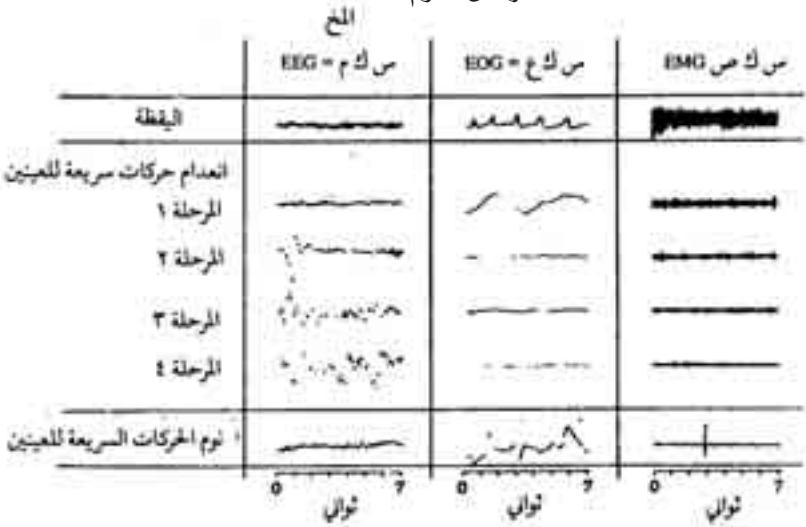 المخ
س ك م = EEG س ك ع = EOG س ك ص EMG
اليقظة
انعدام حركات سريعة للعينين
المرحلة ١
المرحلة ٢
المرحلة ٣
المرحلة ٤
نوم الحركات السريعة للعينين
0 7 0 7 0 7
ثواني ثواني ثواني